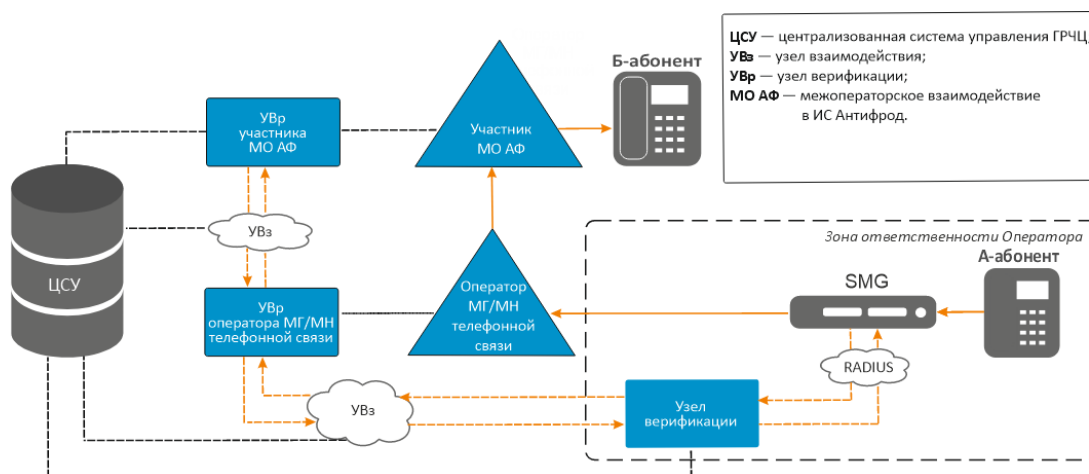 ЦСУ — централизованная система управления ГРЧЦ
УВз — узел взаимодействия;
УВр — узел верификации;
МО АФ — межоператорское взаимодействие
в ИС Антифрод.
Б-абонент
УВр
участника
МО АФ
Участник
МО АФ
УВз
ЦСУ
Зона ответственности Оператора
А-абонент
SMG
УВр
оператора МГ/МН
телефонной связи
Оператор
МГ/МН
телефонной
связи
RADIUS
УВз
Узел
верификации